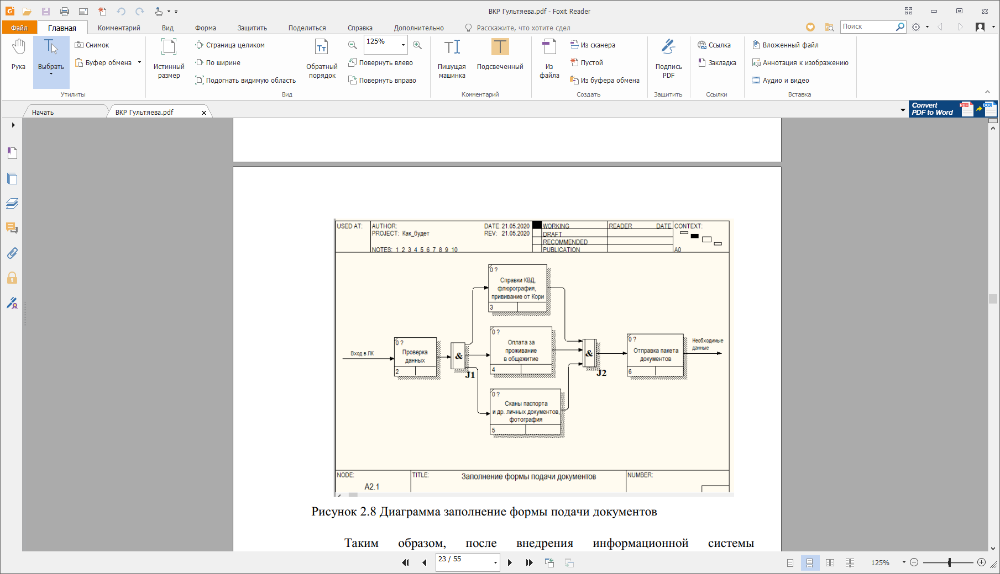 ВКР Гультяева.pdf - Foxit Reader
Файл
Главная
Комментарий
Вид
Форма
Защитить
Поделиться
Справка
Дополнительно
Расскажите, что хотите сдел
Поиск
Рука
Выбрать
Снимок
Буфер обмена
Утилиты
Истинный
размер
Страница целиком
По ширине
Подогнать видимую область
Обратный
порядок
125%
Повернуть влево
Повернуть вправо
Вид
Пишущая
машинка
Подсвеченный
Комментарий
Из
файла
Из сканера
Пустой
Из буфера обмена
Создать
Подпись
PDF
Защитить
Ссылка
Закладка
Ссылки
Вложенный файл
Аннотация к изображению
Аудио и видео
Вставка
Начать
ВКР Гультяева.pdf
Convert
PDF to Word
PDF
DOC
USED AT:
AUTHOR:
DATE: 21.05.2020
PROJECT: Как_будет
REV: 21.05.2020
NOTES: 1 2 3 4 5 6 7 8 9 10
WORKING
DRAFT
RECOMMENDED
PUBLICATION
READER
DATE
CONTEXT:
A0
0 ?
Справки КВД,
флюрография,
прививание от Кори
3
Вход в ЛК
0 ?
Проверка
данных
2
&
J1
0 ?
Оплата за
проживание
в общежитие
4
&
J2
0 ?
Отправка пакета
документов
6
Необходимые
данные
0 ?
Сканы паспорта
и др. личных документов,
фотография
5
NODE:
A2.1
TITLE:
Заполнение формы подачи документов
NUMBER:
Рисунок 2.8 Диаграмма заполнение формы подачи документов
Таким образом, после внедрения информационной системы
23 / 55
125%